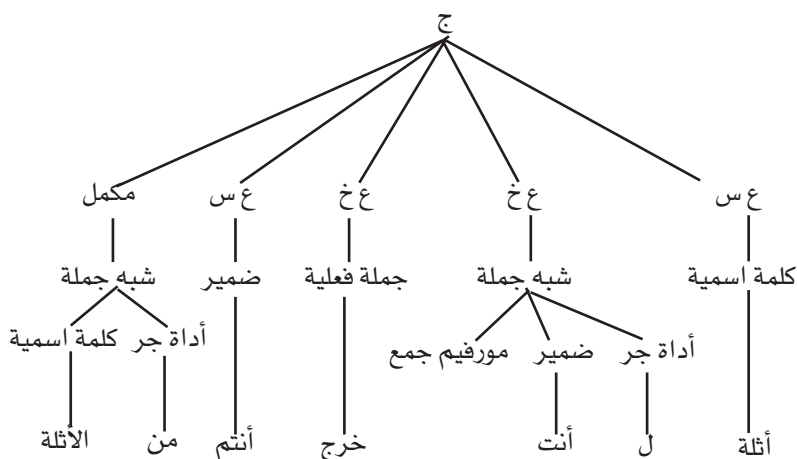 ج
ع س ع خ ع خ ع س مكمل
كلمة اسمية شبه جملة جملة فعلية ضمير شبه جملة
أداة جر ضمير مورفيم جمع أداة جر كلمة اسمية
أثلة ل أنت خرج أنتم من الأثلة